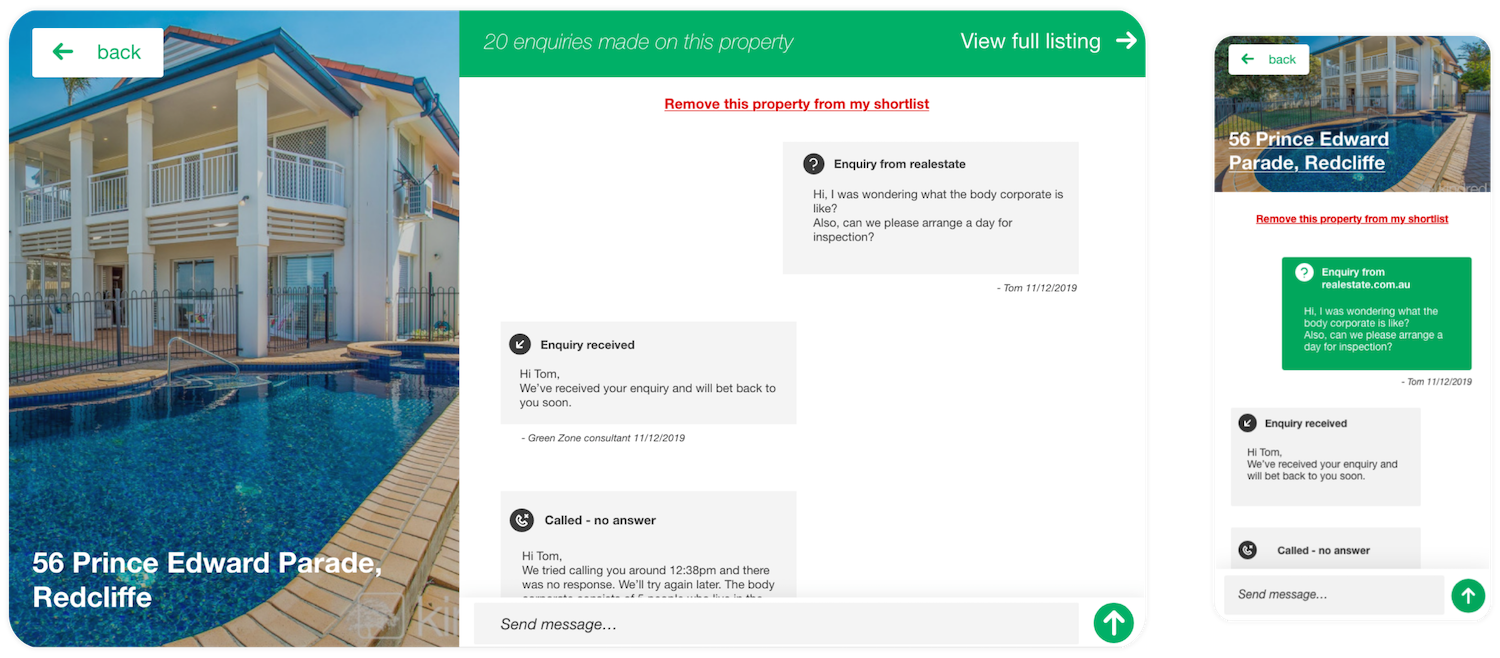 back
20 enquiries made on this property
View full listing
Remove this property from my shortlist
Enquiry from realestate
Hi, I was wondering what the body corporate is
like?
Also, can we please arrange a day for
inspection?
- Tom 11/12/2019
Enquiry received
Hi Tom,
We've received your enquiry and will bet back to
you soon.
- Green Zone consultant 11/12/2019
Called - no answer
Hi Tom,
We tried calling you around 12:38pm and there
was no response. We'll try again later. The body
56 Prince Edward Parade,
Redcliffe
Send message...
back
56 Prince Edward
Parade, Redcliffe
Remove this property from my shortlist
Enquiry from
realestate.com.au
Hi, I was wondering what the
body corporate is like?
Also, can we please arrange a
day for inspection?
- Tom 11/12/2019
Enquiry received
Hi Tom,
We've received your enquiry and
will bet back to you soon.
Called - no answer
Send message...